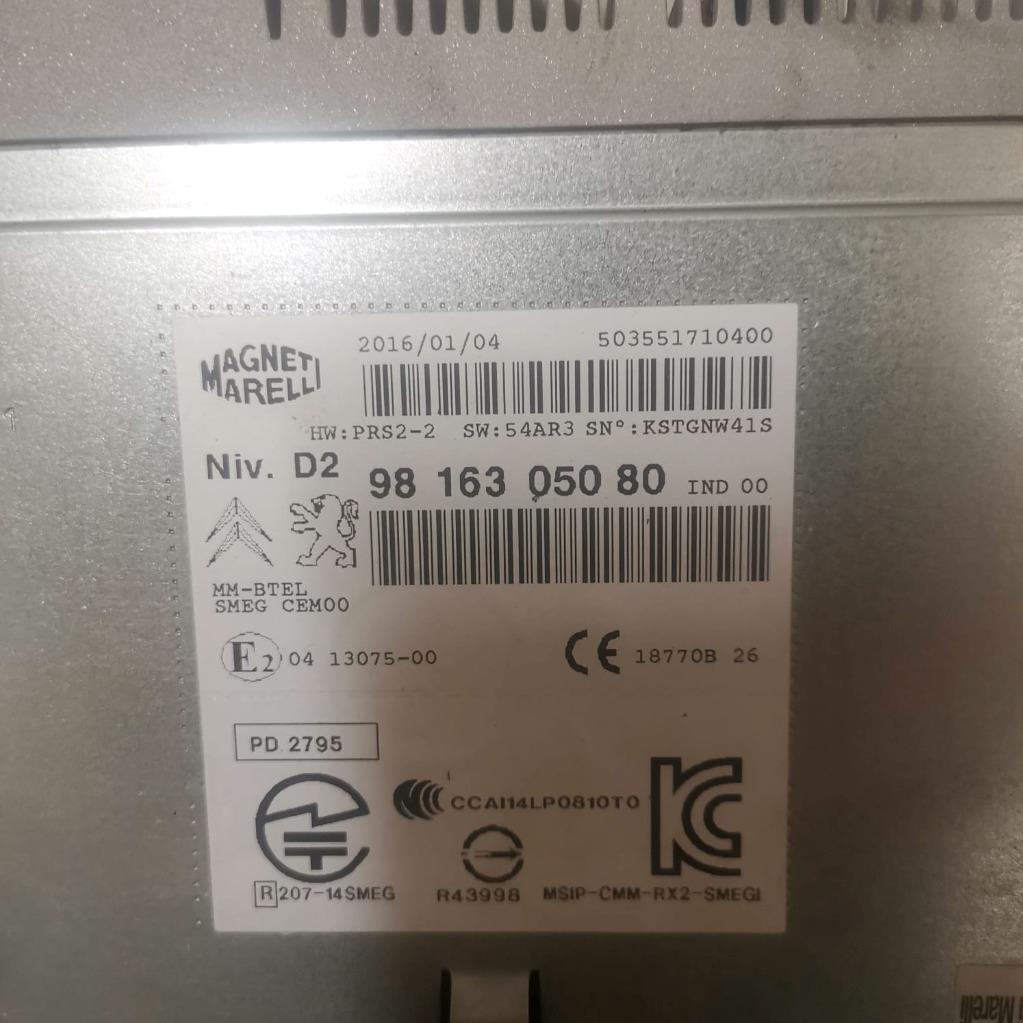 2016/01/04 503551710400
MAGNETI
MARELLI
HW:PRS2-2 SW:54AR3 SN°:KSTGNW41S
Niv. D2
98 163 050 80 IND 00
MM-BTEL
SMEG CEM00
E2 04 13075-00
CE 18770B 26
PD 2795
CCAI14LP0810T0
R 207-14SMEG
R43998
MSIP-CMM-RX2-SMEGI
Marelli